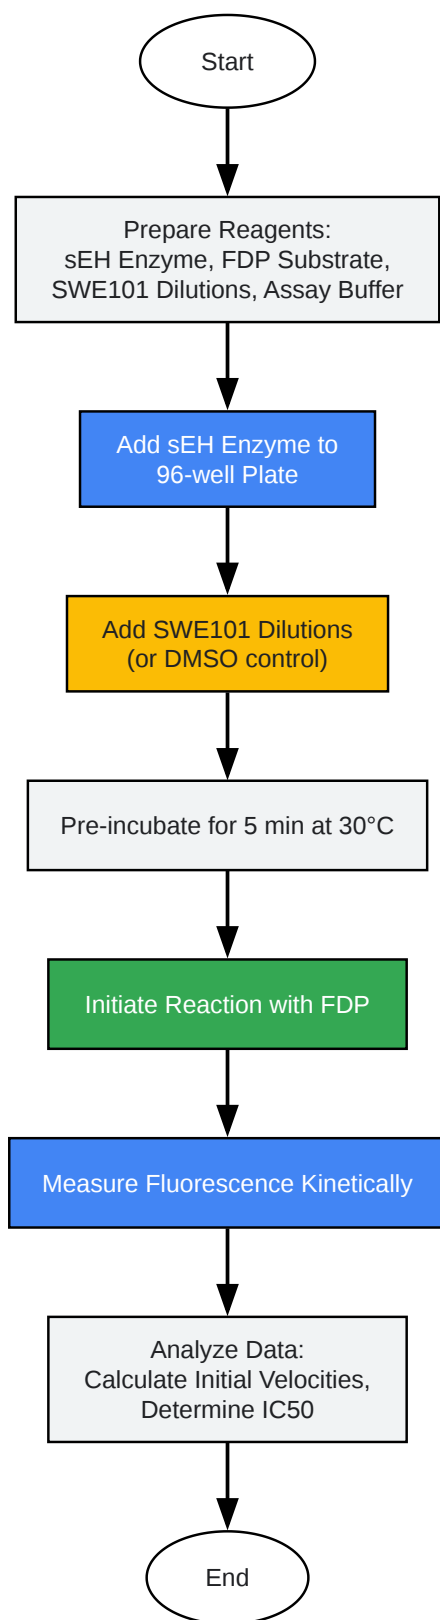 Start
Prepare Reagents:
sEH Enzyme, FDP Substrate,
SWE101 Dilutions, Assay Buffer
Add sEH Enzyme to
96-well Plate
Add SWE101 Dilutions
(or DMSO control)
Pre-incubate for 5 min at 30°C
Initiate Reaction with FDP
Measure Fluorescence Kinetically
Analyze Data:
Calculate Initial Velocities,
Determine IC50
End